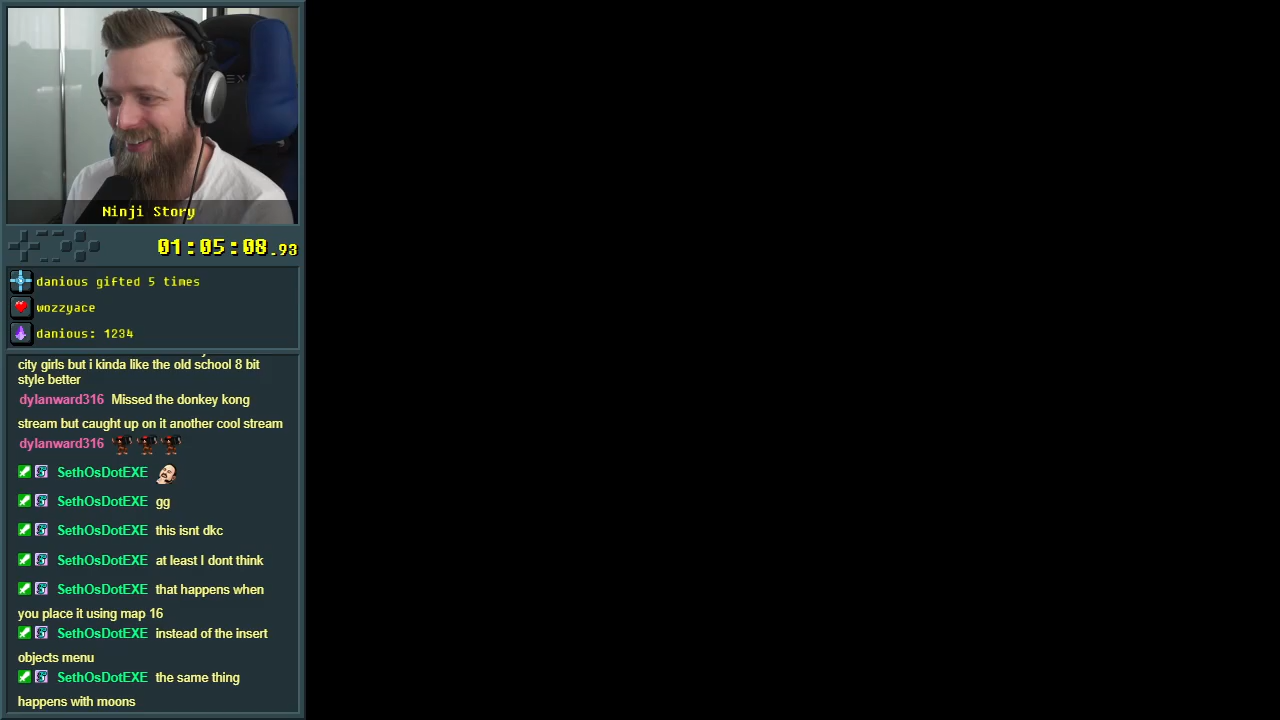 EX
Ninji Story
01:05:08.93
danious gifted 5 times
wozzyace
danious: 1234
city girls but i kinda like the old school 8 bit
style better
dylanward316 Missed the donkey kong
stream but caught up on it another cool stream
dylanward316
SethOsDotEXE
SethOsDotEXE gg
SethOsDotEXE this isnt dkc
SethOsDotEXE at least I dont think
SethOsDotEXE that happens when
you place it using map 16
SethOsDotEXE instead of the insert
objects menu
SethOsDotEXE the same thing
happens with moons